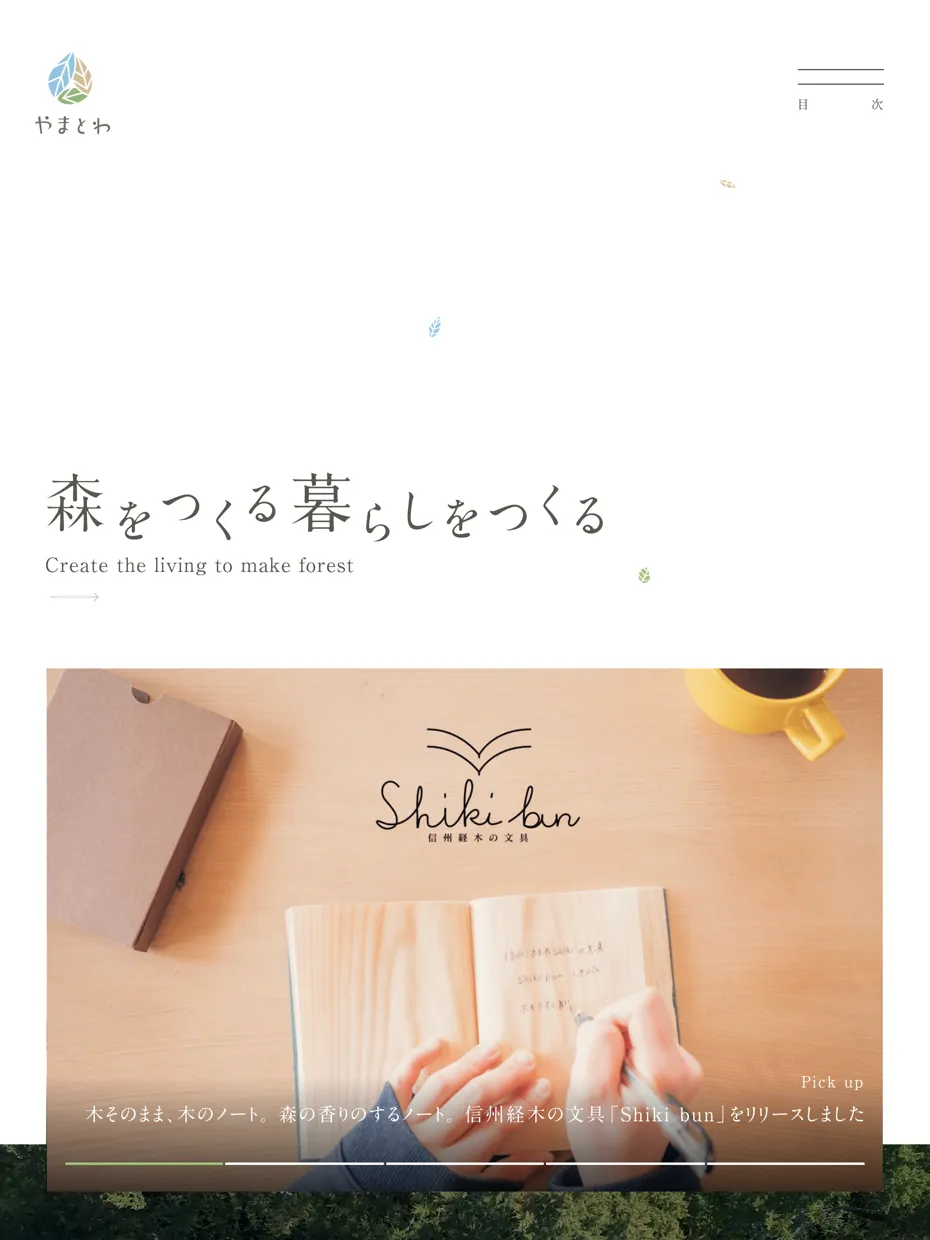 やまとわ
目次
森をつくる暮らしをつくる
Create the living to make forest
Shiki bun
信州経木の文具
Pick up
木そのまま、木のノート。森の香りのするノート。信州経木の文具「Shiki bun」をリリースしました